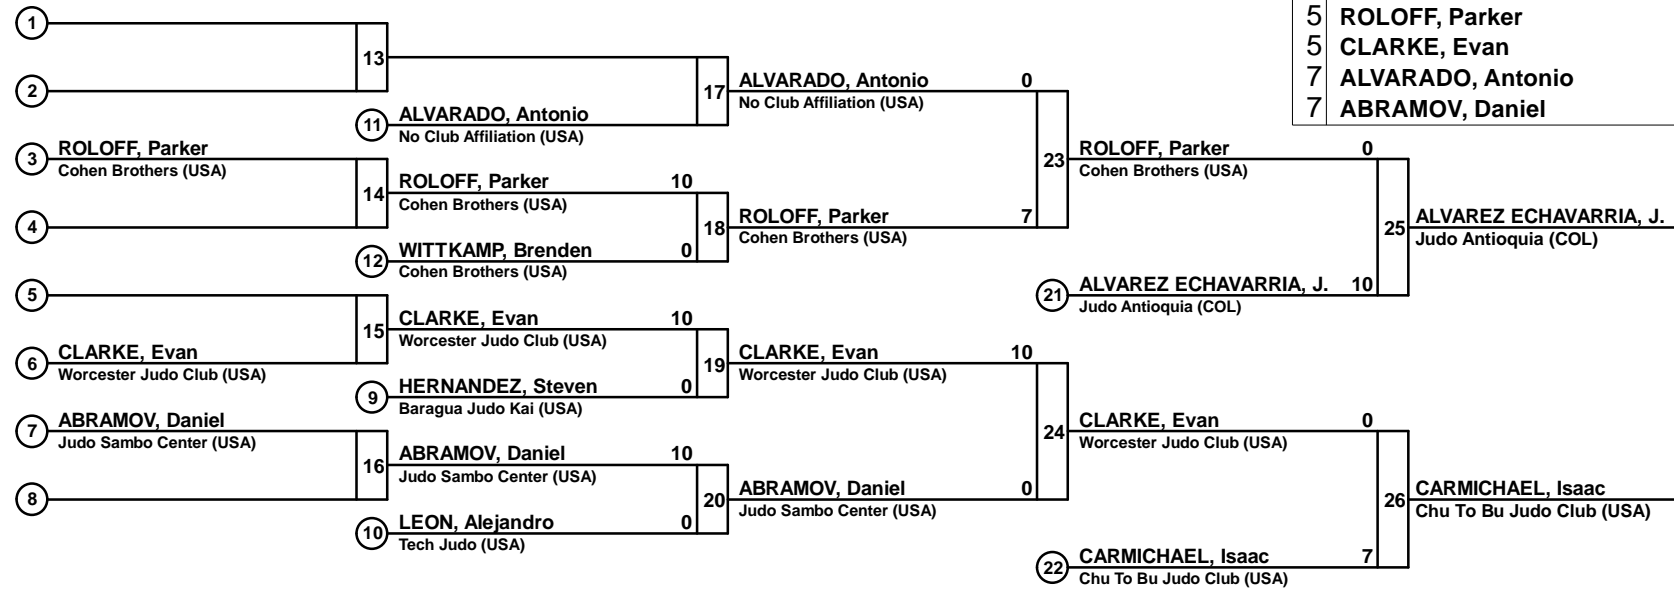 1
13
2
11
ALVARADO, Antonio
No Club Affiliation (USA)
17
ALVARADO, Antonio 0
No Club Affiliation (USA)
3
ROLOFF, Parker
Cohen Brothers (USA)
14
4
ROLOFF, Parker 10
Cohen Brothers (USA)
18
12
WITTKAMP, Brenden 0
Cohen Brothers (USA)
ROLOFF, Parker 7
Cohen Brothers (USA)
23
ROLOFF, Parker 0
Cohen Brothers (USA)
25
21
ALVAREZ ECHAVARRIA, J. 10
Judo Antioquia (COL)
ALVAREZ ECHAVARRIA, J.
Judo Antioquia (COL)
5
15
6
CLARKE, Evan
Worcester Judo Club (USA)
CLARKE, Evan 10
Worcester Judo Club (USA)
19
9
HERNANDEZ, Steven 0
Baragua Judo Kai (USA)
CLARKE, Evan 10
Worcester Judo Club (USA)
7
ABRAMOV, Daniel
Judo Sambo Center (USA)
16
8
ABRAMOV, Daniel 10
Judo Sambo Center (USA)
20
10
LEON, Alejandro 0
Tech Judo (USA)
ABRAMOV, Daniel 0
Judo Sambo Center (USA)
24
CLARKE, Evan 0
Worcester Judo Club (USA)
26
22
CARMICHAEL, Isaac 7
Chu To Bu Judo Club (USA)
CARMICHAEL, Isaac
Chu To Bu Judo Club (USA)
5 ROLOFF, Parker
5 CLARKE, Evan
7 ALVARADO, Antonio
7 ABRAMOV, Daniel